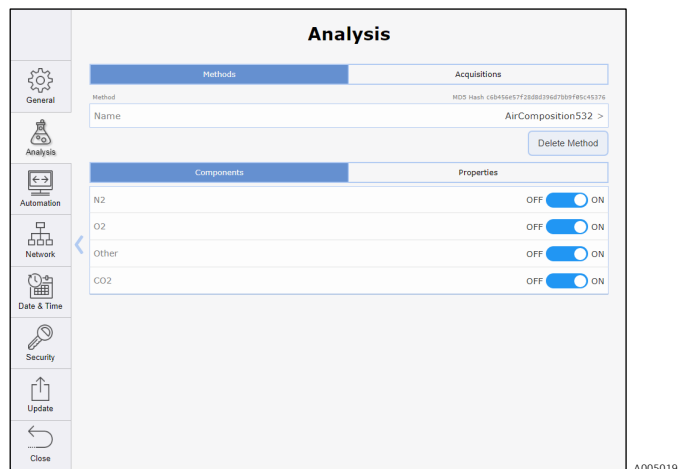 Analysis
Methods Acquisitions
Method MD5 Hash c6b456e57f28d8d396d7bb9f05c45376
Name AirComposition532 >
Delete Method
Components Properties
N2 OFF ON
O2 OFF ON
Other OFF ON
CO2 OFF ON
General
Analysis
Automation
Network
Date & Time
Security
Update
Close
A005019